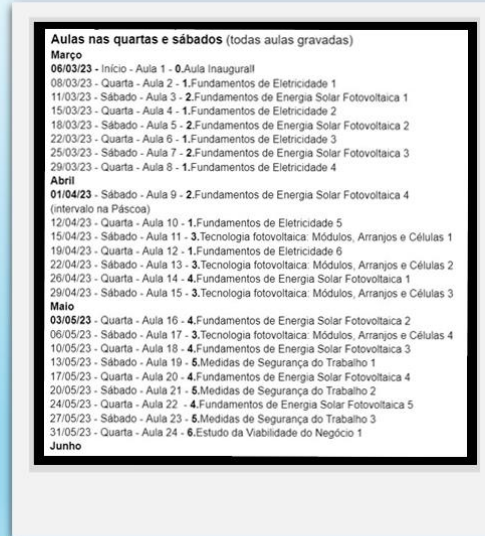 Aulas nas quartas e sábados (todas aulas gravadas)
Março
06/03/23 - Início - Aula 1 - 0.Aula Inaugural!
08/03/23 - Quarta - Aula 2 - 1.Fundamentos de Eletricidade 1
11/03/23 - Sábado - Aula 3 - 2.Fundamentos de Energia Solar Fotovoltaica 1
15/03/23 - Quarta - Aula 4 - 1.Fundamentos de Eletricidade 2
18/03/23 - Sábado - Aula 5 - 2.Fundamentos de Energia Solar Fotovoltaica 2
22/03/23 - Quarta - Aula 6 - 1.Fundamentos de Eletricidade 3
25/03/23 - Sábado - Aula 7 - 2.Fundamentos de Energia Solar Fotovoltaica 3
29/03/23 - Quarta - Aula 8 - 1.Fundamentos de Eletricidade 4
Abril
01/04/23 - Sábado - Aula 9 - 2.Fundamentos de Energia Solar Fotovoltaica 4
(intervalo na Páscoa)
12/04/23 - Quarta - Aula 10 - 1.Fundamentos de Eletricidade 5
15/04/23 - Sábado - Aula 11 - 3.Tecnologia fotovoltaica: Módulos, Arranjos e Células 1
19/04/23 - Quarta - Aula 12 - 1.Fundamentos de Eletricidade 6
22/04/23 - Sábado - Aula 13 - 3.Tecnologia fotovoltaica: Módulos, Arranjos e Células 2
26/04/23 - Quarta - Aula 14 - 4.Fundamentos de Energia Solar Fotovoltaica 1
29/04/23 - Sábado - Aula 15 - 3.Tecnologia fotovoltaica: Módulos, Arranjos e Células 3
Maio
03/05/23 - Quarta - Aula 16 - 4.Fundamentos de Energia Solar Fotovoltaica 2
06/05/23 - Sábado - Aula 17 - 3.Tecnologia fotovoltaica: Módulos, Arranjos e Células 4
10/05/23 - Quarta - Aula 18 - 4.Fundamentos de Energia Solar Fotovoltaica 3
13/05/23 - Sábado - Aula 19 - 5.Medidas de Segurança do Trabalho 1
17/05/23 - Quarta - Aula 20 - 4.Fundamentos de Energia Solar Fotovoltaica 4
20/05/23 - Sábado - Aula 21 - 5.Medidas de Segurança do Trabalho 2
24/05/23 - Quarta - Aula 22 - 4.Fundamentos de Energia Solar Fotovoltaica 5
27/05/23 - Sábado - Aula 23 - 5.Medidas de Segurança do Trabalho 3
31/05/23 - Quarta - Aula 24 - 6.Estudo da Viabilidade do Negócio 1
Junho